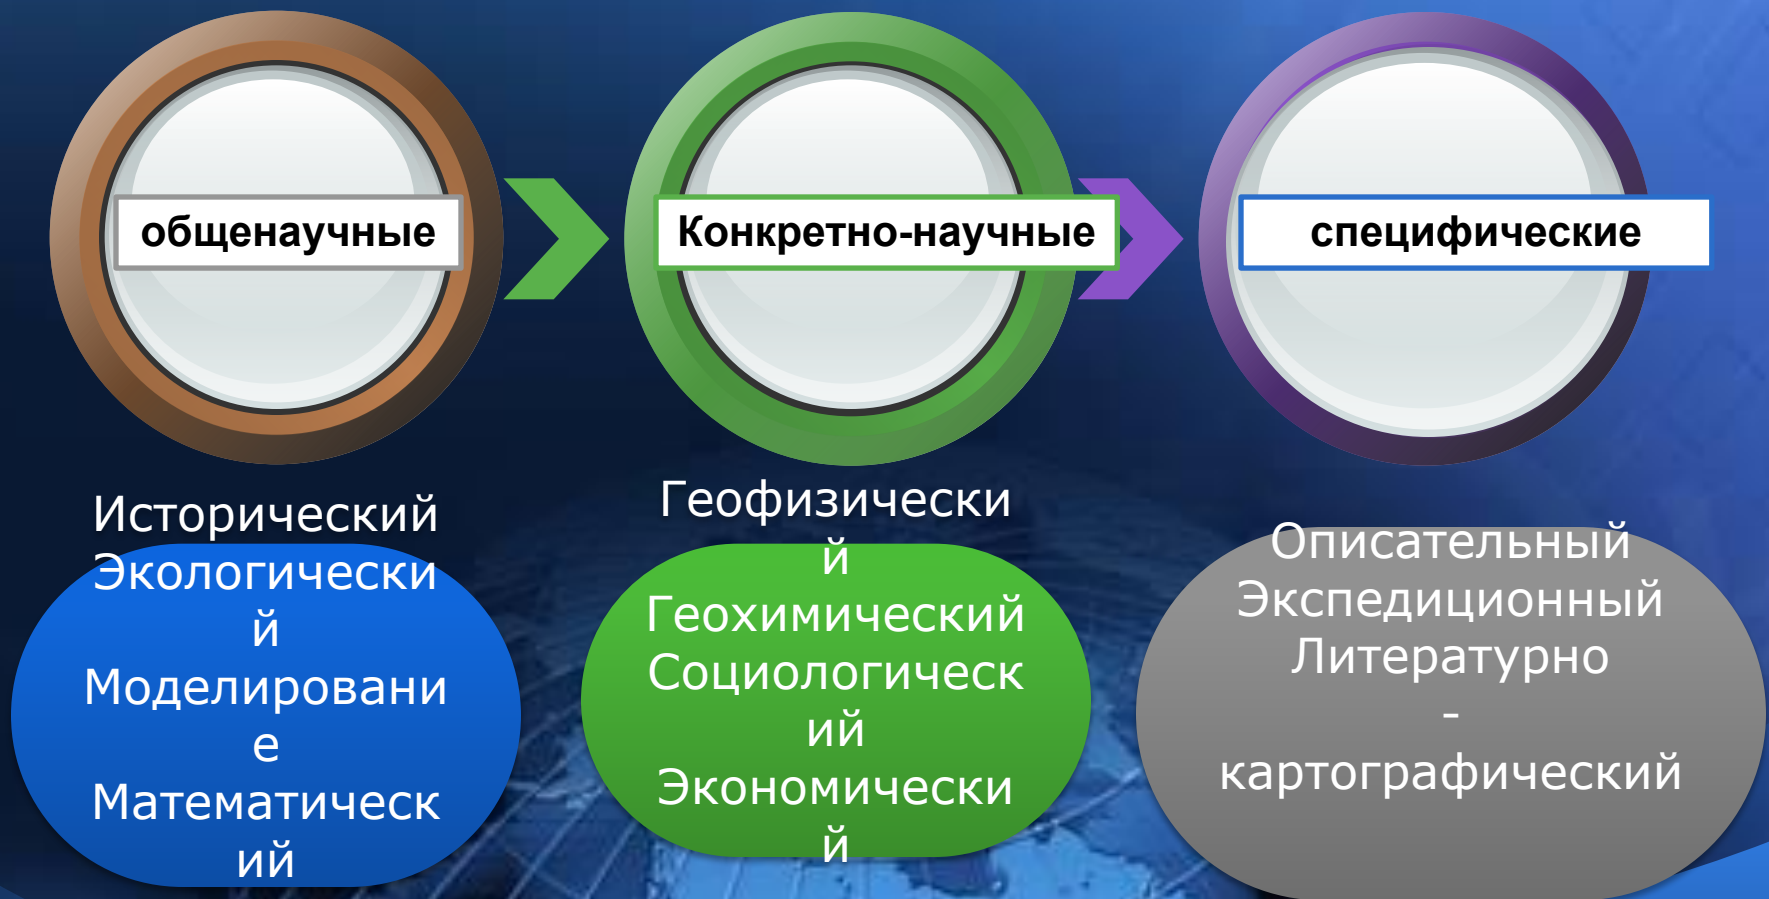 общенаучные
Конкретно-научные
специфические
Исторический
Экологически
й
Моделировани
е
Математическ
ий
Геофизически
й
Геохимический
Социологическ
ий
Экономически
й
Описательный
Экспедиционный
Литературно
-
картографический